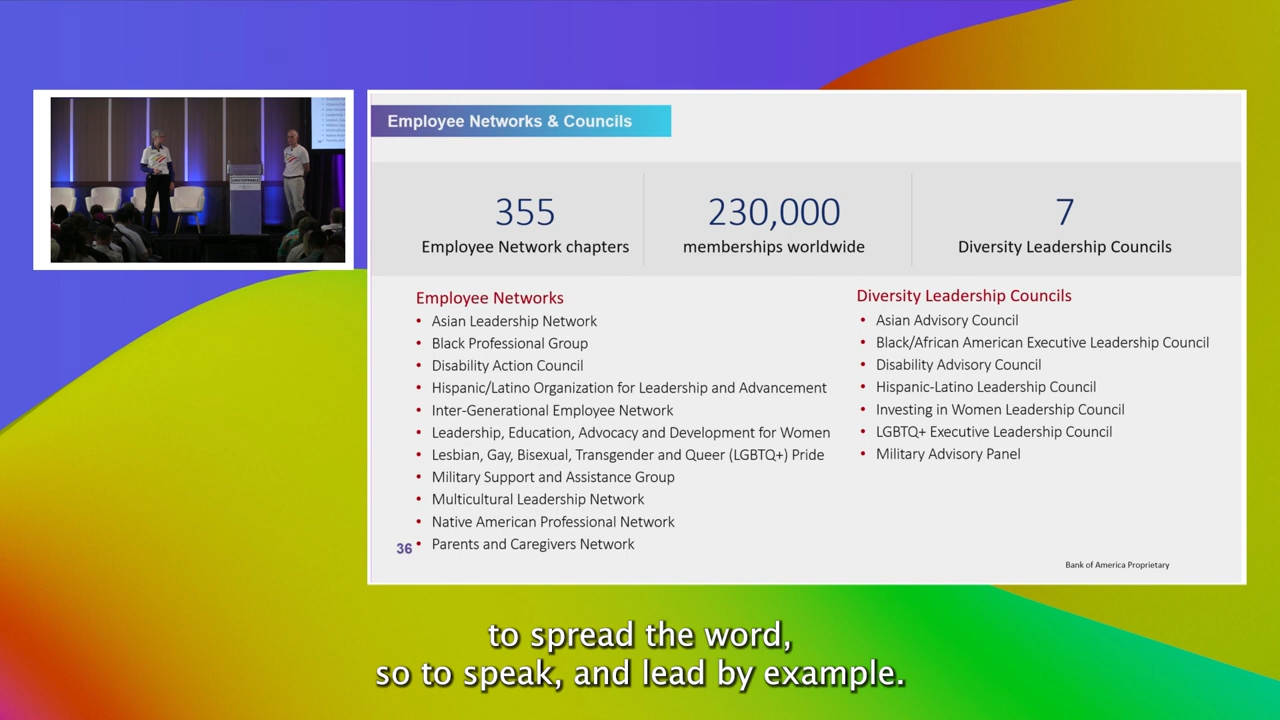 Employee Networks & Councils
355
Employee Network chapters
230,000
memberships worldwide
7
Diversity Leadership Councils
Employee Networks
• Asian Leadership Network
• Black Professional Group
• Disability Action Council
• Hispanic/Latino Organization for Leadership and Advancement
• Inter-Generational Employee Network
• Leadership, Education, Advocacy and Development for Women
• Lesbian, Gay, Bisexual, Transgender and Queer (LGBTQ+) Pride
• Military Support and Assistance Group
• Multicultural Leadership Network
• Native American Professional Network
• Parents and Caregivers Network
Diversity Leadership Councils
• Asian Advisory Council
• Black/African American Executive Leadership Council
• Disability Advisory Council
• Hispanic-Latino Leadership Council
• Investing in Women Leadership Council
• LGBTQ+ Executive Leadership Council
• Military Advisory Panel
36
Bank of America Proprietary
to spread the word,
so to speak, and lead by example.